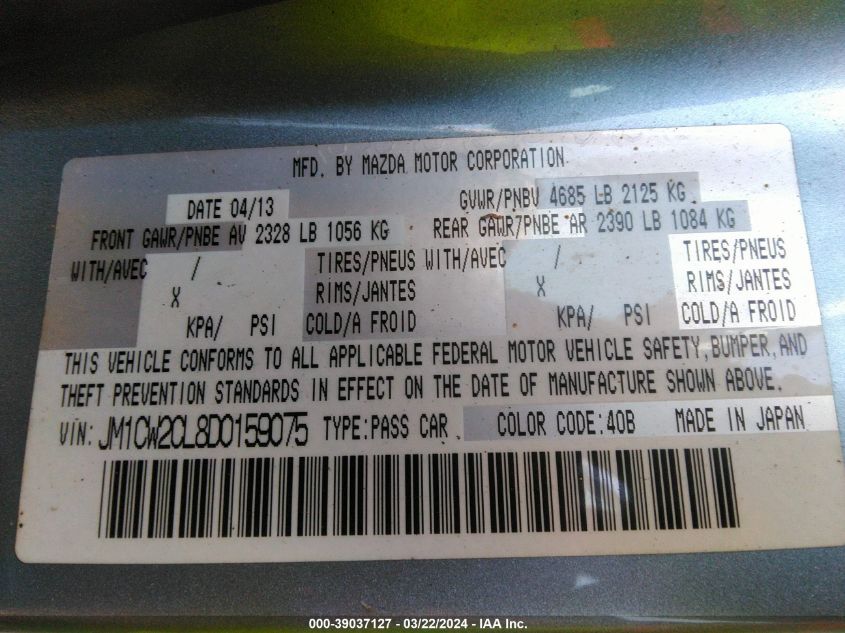 MFD. BY MAZDA MOTOR CORPORATION
DATE 04/13 GVWR/PNBV 4685 LB 2125 KG
FRONT GAWR/PNBE AV 2328 LB 1056 KG REAR GAWR/PNBE AR 2390 LB 1084 KG
WITH/AVEC / TIRES/PNEUS WITH/AVEC / TIRES/PNEUS
X RIMS/JANTES X RIMS/JANTES
KPA/ PSI COLD/A FROID KPA/ PSI COLD/A FROID
THIS VEHICLE CONFORMS TO ALL APPLICABLE FEDERAL MOTOR VEHICLE SAFETY, BUMPER, AND
THEFT PREVENTION STANDARDS IN EFFECT ON THE DATE OF MANUFACTURE SHOWN ABOVE.
VIN: JM1CW2CL8D0159075 TYPE:PASS CAR COLOR CODE:40B MADE IN JAPAN
000-39037127 - 03/22/2024 - IAA Inc.